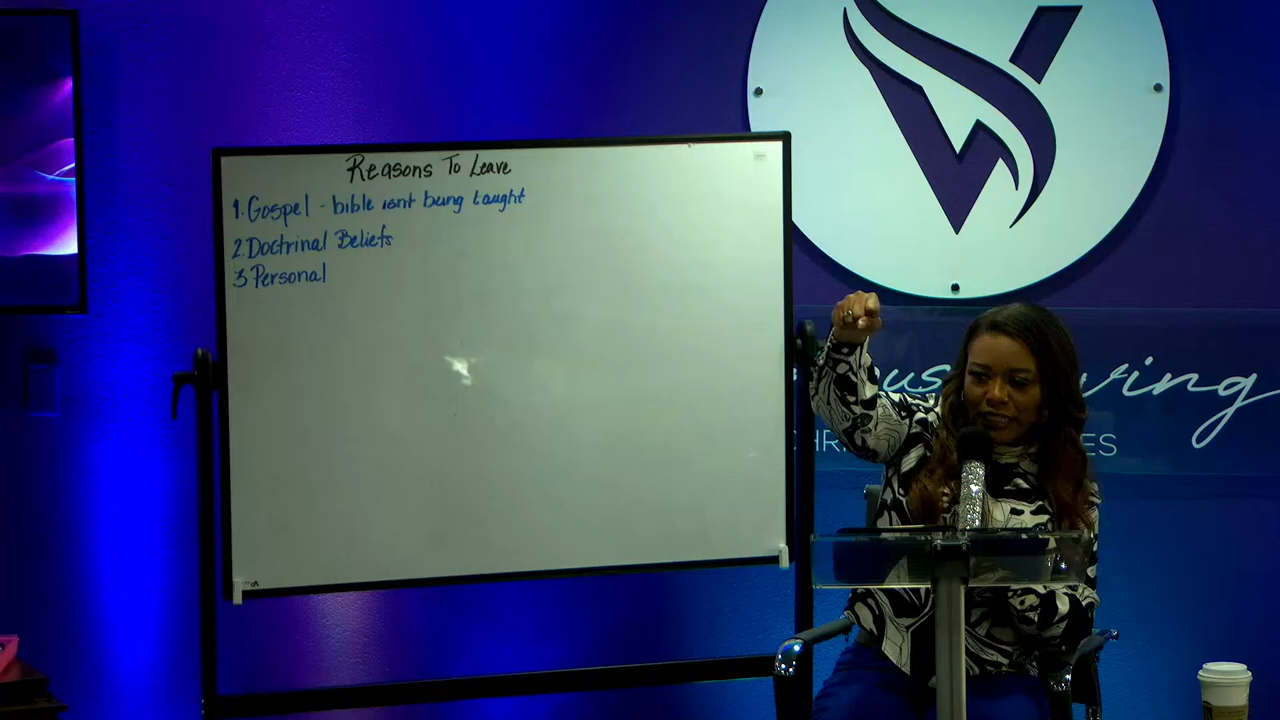 Reasons To Leave
1. Gospel - bible isnt being taught
2. Doctrinal Beliefs
3 Personal